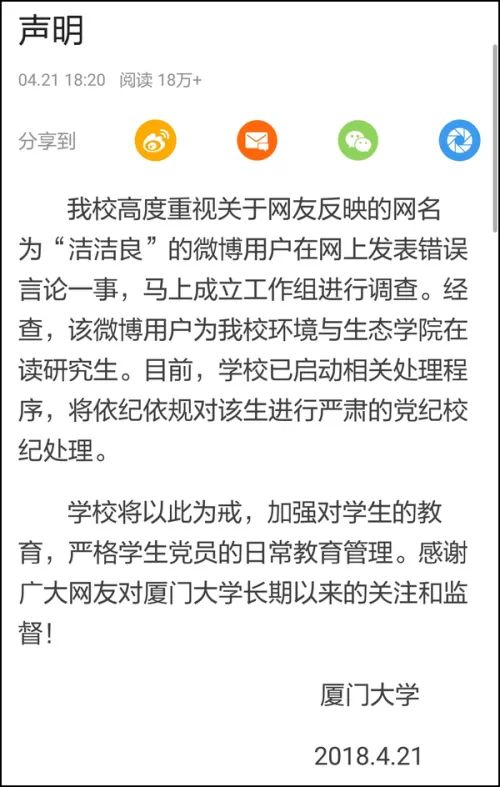 声明
04.21 18:20 阅读 18万+
分享到
我校高度重视关于网友反映的网名
为“洁洁良”的微博用户在网上发表错误
言论一事，马上成立工作组进行调查。经
查，该微博用户为我校环境与生态学院在
读研究生。目前，学校已启动相关处理程
序，将依纪依规对该生进行严肃的党纪校
纪处理。
学校将以此为戒，加强对学生的教
育，严格学生党员的日常教育管理。感谢
广大网友对厦门大学长期以来的关注和监
督！
厦门大学
2018.4.21